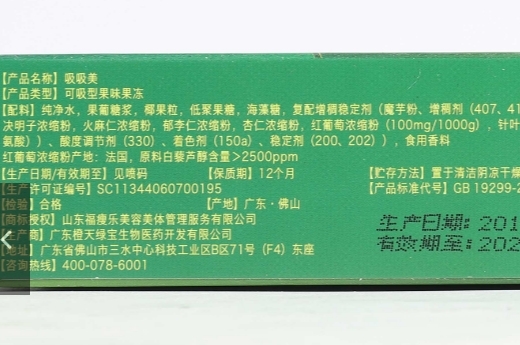 【产品名称】吸吸美
【产品类型】可吸型果味果冻
【配料】纯净水，果葡糖浆，椰果粒，低聚果糖，海藻糖，复配增稠稳定剂（魔芋粉、增稠剂（407、41
决明子浓缩粉，火麻仁浓缩粉，郁李仁浓缩粉，杏仁浓缩粉，红葡萄浓缩粉（100mg/1000g），针叶
氨酸））、酸度调节剂（330）、着色剂（150a）、稳定剂（200、202）），食用香料
红葡萄浓缩粉产地：法国，原料白藜芦醇含量>2500ppm
【生产日期/有效期至】见喷码 【保质期】12个月 【贮存方法】置于清洁阴凉干燥
【生产许可证编号】SC11344060700195 【产品标准代号】GB 19299-2
【检验】合格 【产地】广东·佛山
【商标授权】山东福瘦乐美容美体管理服务有限公司
生产商】广东橙天绿宝生物医药开发有限公司
【地址】广东省佛山市三水中心科技工业区B区71号（F4）东座
【咨询热线】400-078-6001
生产日期：201
有效期至：202